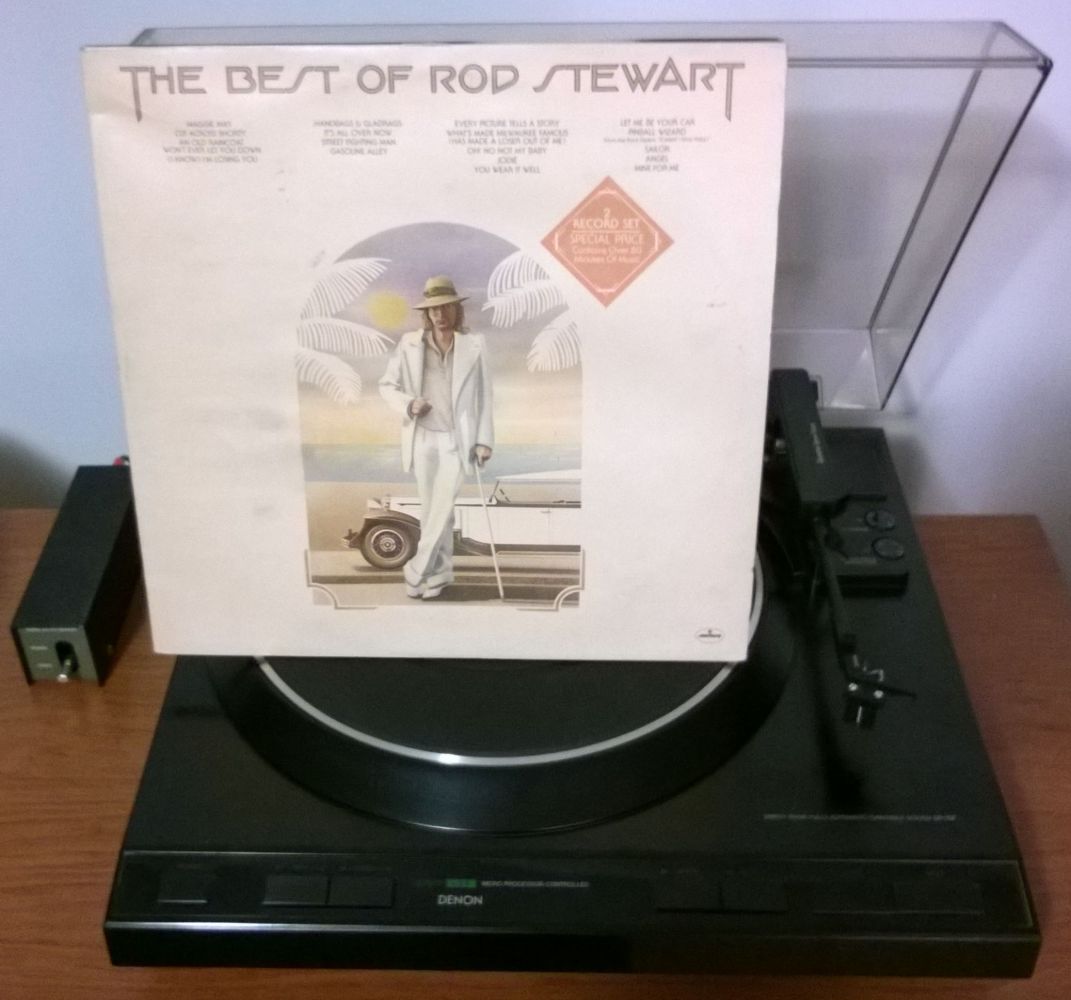 THE BEST OF ROD STEWART
MAGGIE MAY
CUT ACROSS SHORTY
AN OLD RAINCOAT
WON'T EVER LET YOU DOWN
(I KNOW) I'M LOSING YOU
HANDBAGS & GLADRAGS
IT'S ALL OVER NOW
STREET FIGHTING MAN
GASOLINE ALLEY
EVERY PICTURE TELLS A STORY
WHAT'S MADE MILWAUKEE FAMOUS
(HAS MADE A LOSER OUT OF ME)
OH! NO NOT MY BABY
JODIE
YOU WEAR IT WELL
LET ME BE YOUR CAR
PINBALL WIZARD
SAILOR
ANGEL
MINE FOR ME
2
RECORD SET
SPECIAL PRICE
Contains Over 80
Minutes Of Music
MICRO PROCESSOR CONTROLLED
DENON